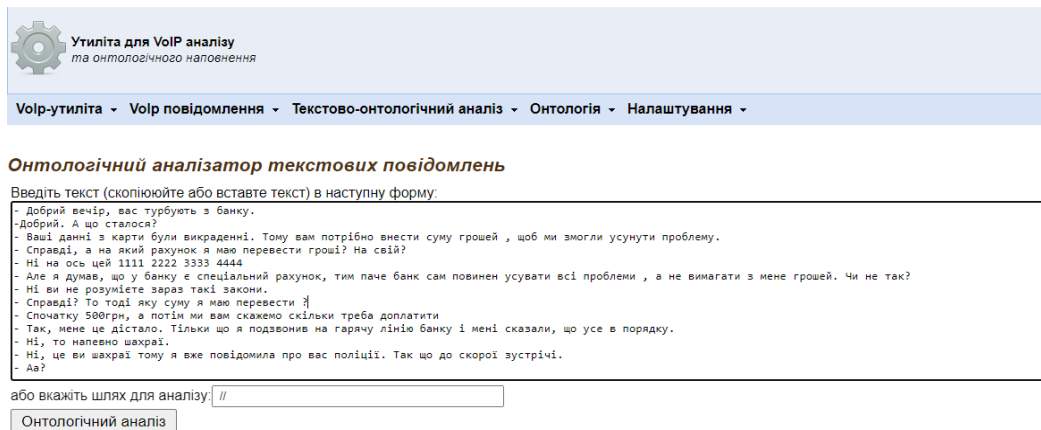 Утиліта для VoIP аналізу
та онтологічного наповнення
VoIp-утиліта VoIp повідомлення Текстово-онтологічний аналіз Онтологія Налаштування
Онтологічний аналізатор текстових повідомлень
Введіть текст (скопіююйте або вставте текст) в наступну форму:
- Добрий вечір, вас турбують з банку.
-Добрий. А що сталося?
- Ваші данні з карти були викраденні. Тому вам потрібно внести суму грошей , щоб ми змогли усунути проблему.
- Справді, а на який рахунок я маю перевести гроші? На свій?
- Ні на ось цей 1111 2222 3333 4444
- Але я думав, що у банку є спеціальний рахунок, тим паче банк сам повинен усувати всі проблеми , а не вимагати з мене грошей. Чи не так?
- Ні ви не розумієте зараз такі закони.
- Справді? То тоді яку суму я маю перевести ?
- Спочатку 500грн, а потім ми вам скажемо скільки треба доплатити
- Так, мене це дістало. Тільки що я подзвонив на гарячу лінію банку і мені сказали, що усе в порядку.
- Ні, то напевно шахраї.
- Ні, це ви шахраї тому я вже повідомила про вас поліції. Так що до скорої зустрічі.
- Аа?
або вкажіть шлях для аналізу: //
Онтологічний аналіз